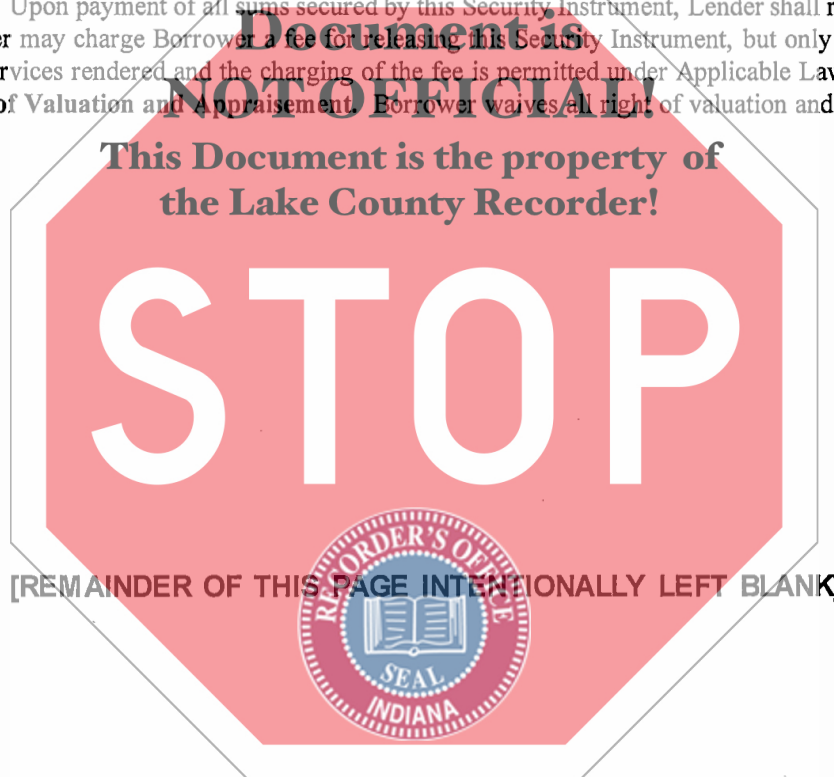 Upon payment of all sums secured by this Security Instrument, Lender shall
may charge Borrower a fee for releasing this Security Instrument, but only
rendered and the charging of the fee is permitted under Applicable
of Valuation and Appraisement. Borrower waives all right of valuation and
Document is
NOT OFFICIAL!
This Document is the property of
the Lake County Recorder!
STOP
[REMAINDER OF THIS PAGE INTENTIONALLY LEFT BLANK]
RECORDER'S OFFICE
SEAL
INDIANA